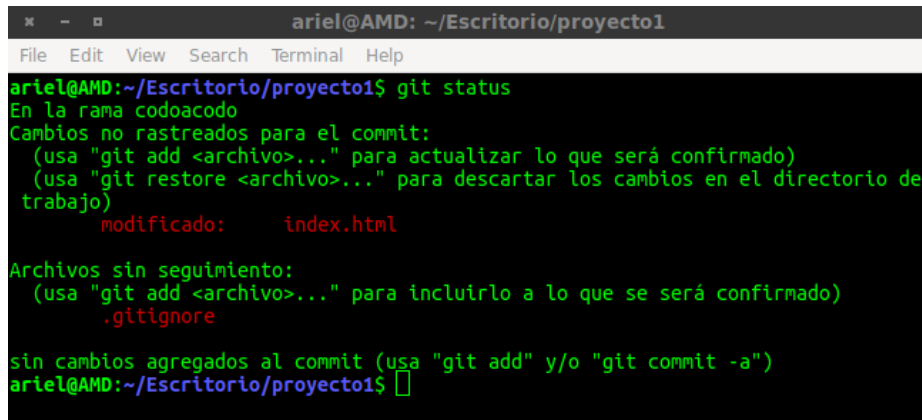 ariel@AMD: ~/Escritorio/proyecto1
File Edit View Search Terminal Help
ariel@AMD:~/Escritorio/proyecto1$ git status
En la rama codoacodo
Cambios no rastreados para el commit:
  (usa "git add <archivo>..." para actualizar lo que será confirmado)
  (usa "git restore <archivo>..." para descartar los cambios en el directorio de
 trabajo)
        modificado:     index.html

Archivos sin seguimiento:
  (usa "git add <archivo>..." para incluirlo a lo que se será confirmado)
        .gitignore

sin cambios agregados al commit (usa "git add" y/o "git commit -a")
ariel@AMD:~/Escritorio/proyecto1$